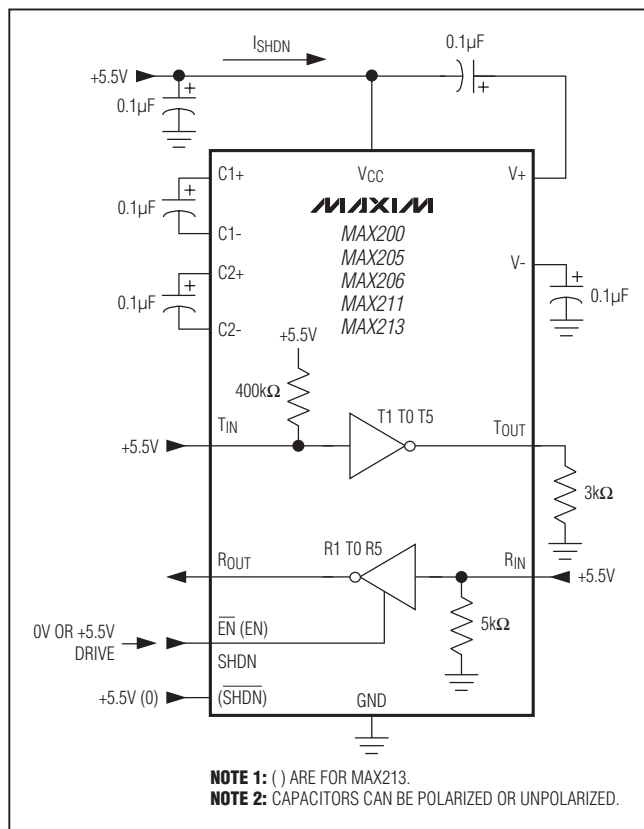 ISHDN
0.1µF
+5.5V
0.1µF
C1+
VCC
V+
MAXIM
0.1µF
C1-
MAX200
MAX205
MAX206
MAX211
MAX213
C2+
V-
0.1µF
0.1µF
C2-
+5.5V
400kΩ
T1 TO T5
TIN
TOUT
+5.5V
3kΩ
R1 TO R5
ROUT
RIN
+5.5V
5kΩ
0V OR +5.5V
DRIVE
EN (EN)
SHDN
+5.5V (0)
(SHDN)
GND
NOTE 1: ( ) ARE FOR MAX213.
NOTE 2: CAPACITORS CAN BE POLARIZED OR UNPOLARIZED.